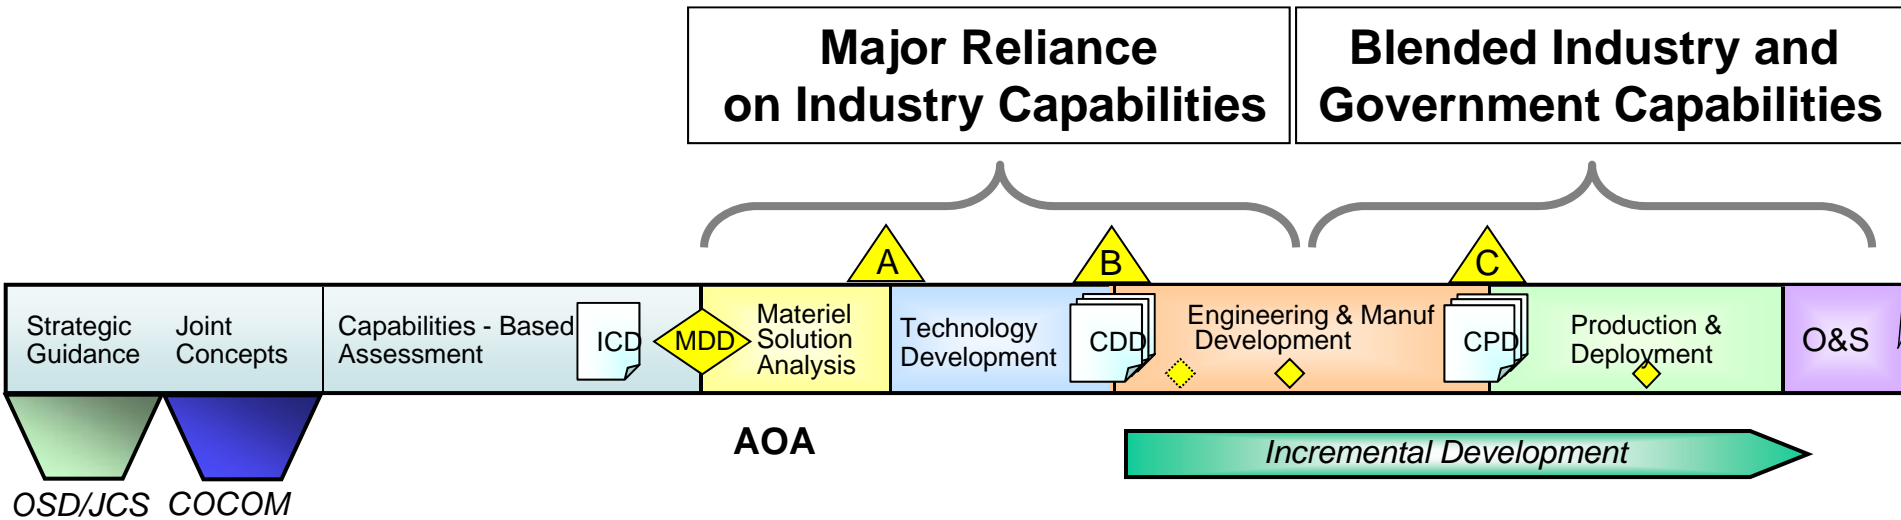 Major Reliance
on Industry Capabilities
Blended Industry and
Government Capabilities
A
B
C
Strategic
Guidance
Joint
Concepts
Capabilities - Based
Assessment
ICD
MDD
Materiel
Solution
Analysis
Technology
Development
CDD
Engineering & Manuf
Development
CPD
Production &
Deployment
O&S
AOA
Incremental Development
OSD/JCS
COCOM